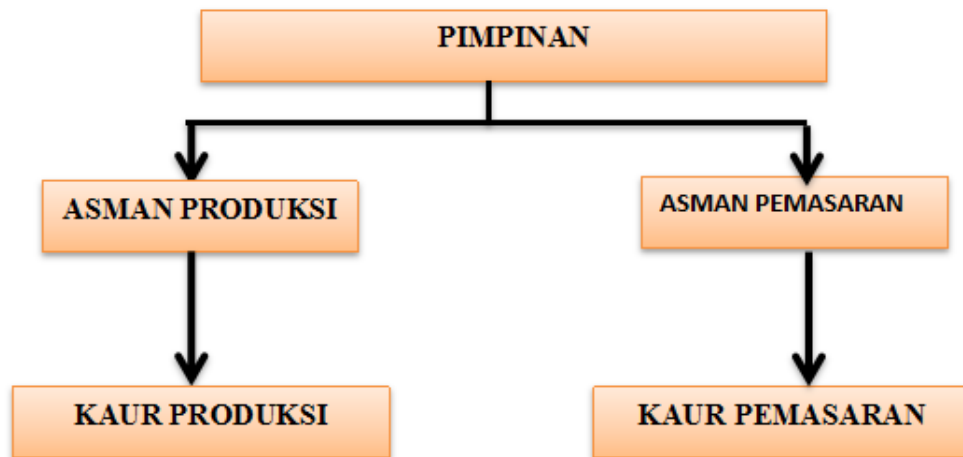 PIMPINAN
ASMAN PRODUKSI
ASMAN PEMASARAN
KAUR PRODUKSI
KAUR PEMASARAN